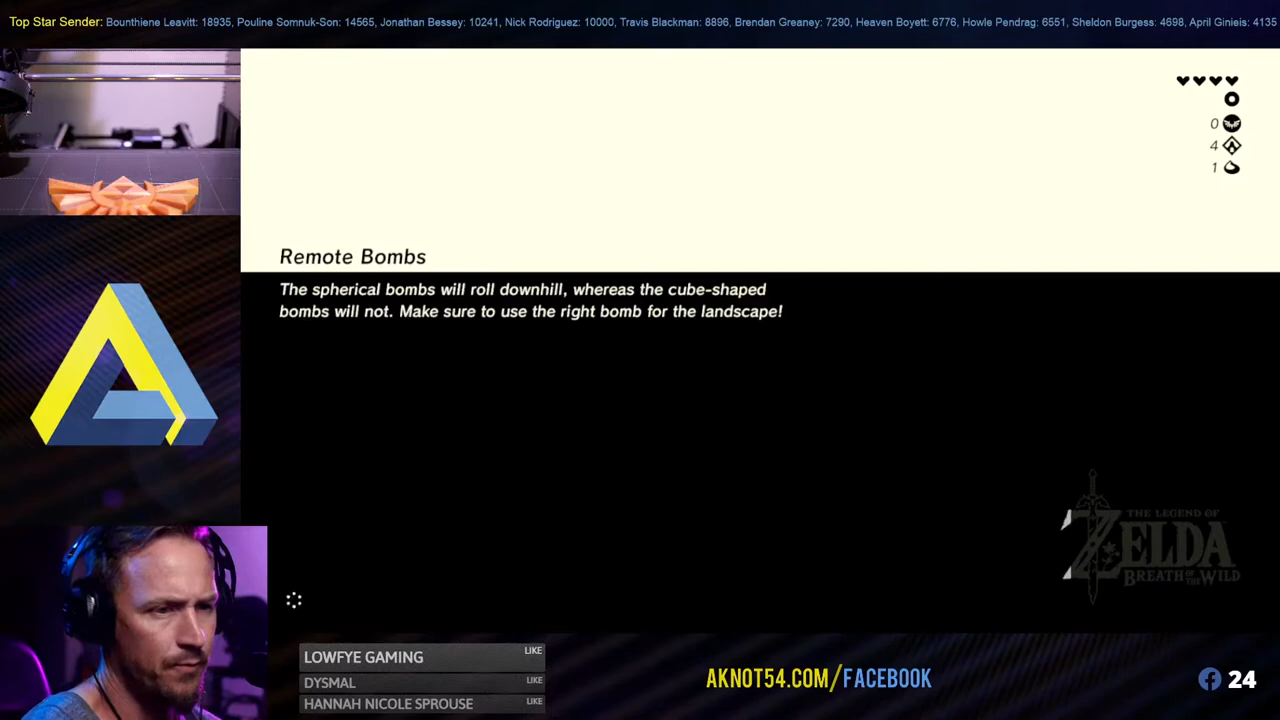 Top Star Sender: Bounthiene Leavitt: 18935, Pouline Somnuk-Son: 14565, Jonathan Bessey: 10241, Nick Rodriguez: 10000, Travis Blackman: 8896, Brendan Greaney: 7290, Heaven Boyett: 6776, Howle Pendrag: 6551, Sheldon Burgess: 4698, April Ginieis: 4135
0
4
1
Remote Bombs
The spherical bombs will roll downhill, whereas the cube-shaped
bombs will not. Make sure to use the right bomb for the landscape!
THE LEGEND OF
ZELDA
BREATH OF THE WILD
LOWFYE GAMING LIKE
DYSMAL LIKE
HANNAH NICOLE SPROUSE LIKE
AKNOT54.COM/FACEBOOK
24